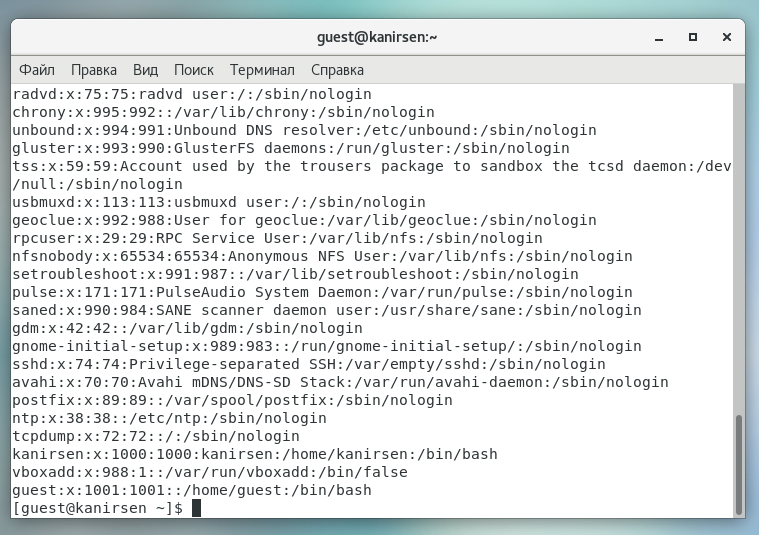 guest@kanirsen:~
Файл Правка Вид Поиск Терминал Справка
radvd:x:75:75:radvd user:/:/sbin/nologin
chrony:x:995:992::/var/lib/chrony:/sbin/nologin
unbound:x:994:991:Unbound DNS resolver:/etc/unbound:/sbin/nologin
gluster:x:993:990:GlusterFS daemons:/run/gluster:/sbin/nologin
tss:x:59:59:Account used by the trousers package to sandbox the tcsd daemon:/dev
/null:/sbin/nologin
usbmuxd:x:113:113:usbmuxd user:/:/sbin/nologin
geoclue:x:992:988:User for geoclue:/var/lib/geoclue:/sbin/nologin
rpcuser:x:29:29:RPC Service User:/var/lib/nfs:/sbin/nologin
nfsnobody:x:65534:65534:Anonymous NFS User:/var/lib/nfs:/sbin/nologin
setroubleshoot:x:991:987::/var/lib/setroubleshoot:/sbin/nologin
pulse:x:171:171:PulseAudio System Daemon:/var/run/pulse:/sbin/nologin
saned:x:990:984:SANE scanner daemon user:/usr/share/sane:/sbin/nologin
gdm:x:42:42::/var/lib/gdm:/sbin/nologin
gnome-initial-setup:x:989:983::/run/gnome-initial-setup/:/sbin/nologin
sshd:x:74:74:Privilege-separated SSH:/var/empty/sshd:/sbin/nologin
avahi:x:70:70:Avahi mDNS/DNS-SD Stack:/var/run/avahi-daemon:/sbin/nologin
postfix:x:89:89::/var/spool/postfix:/sbin/nologin
ntp:x:38:38::/etc/ntp:/sbin/nologin
tcpdump:x:72:72::/:/sbin/nologin
kanirsen:x:1000:1000:kanirsen:/home/kanirsen:/bin/bash
vboxadd:x:988:1::/var/run/vboxadd:/bin/false
guest:x:1001:1001::/home/guest:/bin/bash
[guest@kanirsen ~]$